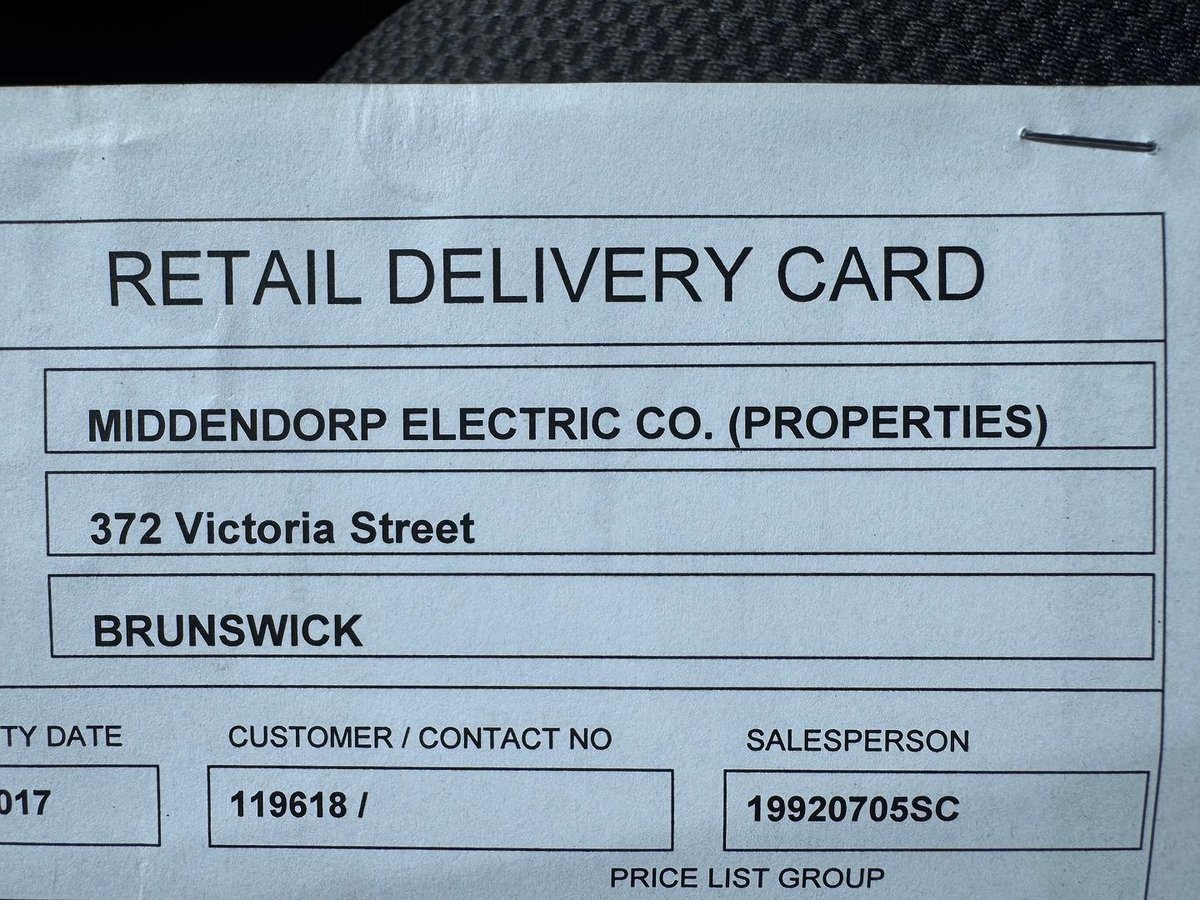 RETAIL DELIVERY CARD
MIDDENDORP ELECTRIC CO. (PROPERTIES)
372 Victoria Street
BRUNSWICK
TY DATE CUSTOMER / CONTACT NO SALESPERSON
017 119618 / 19920705SC
PRICE LIST GROUP